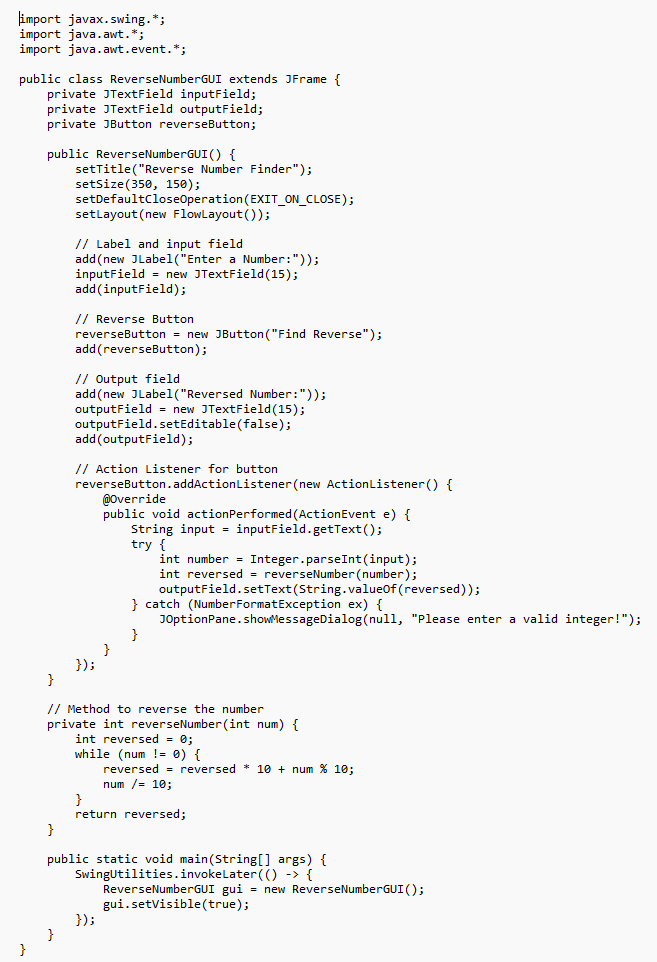 import javax.swing.*;
import java.awt.*;
import java.awt.event.*;

public class ReverseNumberGUI extends JFrame {
    private JTextField inputField;
    private JTextField outputField;
    private JButton reverseButton;

    public ReverseNumberGUI() {
        setTitle("Reverse Number Finder");
        setSize(350, 150);
        setDefaultCloseOperation(EXIT_ON_CLOSE);
        setLayout(new FlowLayout());

        // Label and input field
        add(new JLabel("Enter a Number:"));
        inputField = new JTextField(15);
        add(inputField);

        // Reverse Button
        reverseButton = new JButton("Find Reverse");
        add(reverseButton);

        // Output field
        add(new JLabel("Reversed Number:"));
        outputField = new JTextField(15);
        outputField.setEditable(false);
        add(outputField);

        // Action Listener for button
        reverseButton.addActionListener(new ActionListener() {
            @Override
            public void actionPerformed(ActionEvent e) {
                String input = inputField.getText();
                try {
                    int number = Integer.parseInt(input);
                    int reversed = reverseNumber(number);
                    outputField.setText(String.valueOf(reversed));
                } catch (NumberFormatException ex) {
                    JOptionPane.showMessageDialog(null, "Please enter a valid integer!");
                }
            }
        });
    }

    // Method to reverse the number
    private int reverseNumber(int num) {
        int reversed = 0;
        while (num != 0) {
            reversed = reversed * 10 + num % 10;
            num /= 10;
        }
        return reversed;
    }

    public static void main(String[] args) {
        SwingUtilities.invokeLater(() -> {
            ReverseNumberGUI gui = new ReverseNumberGUI();
            gui.setVisible(true);
        });
    }
}